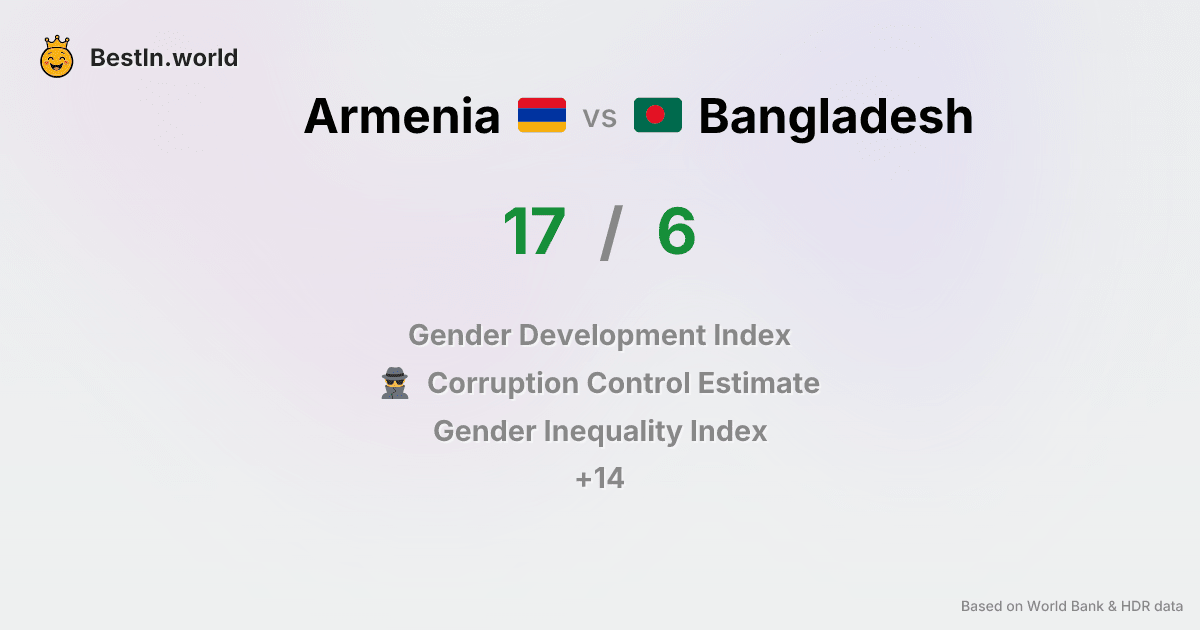 BestIn.world
Armenia vs Bangladesh
17 / 6
Gender Development Index
Corruption Control Estimate
Gender Inequality Index
+14
Based on World Bank & HDR data